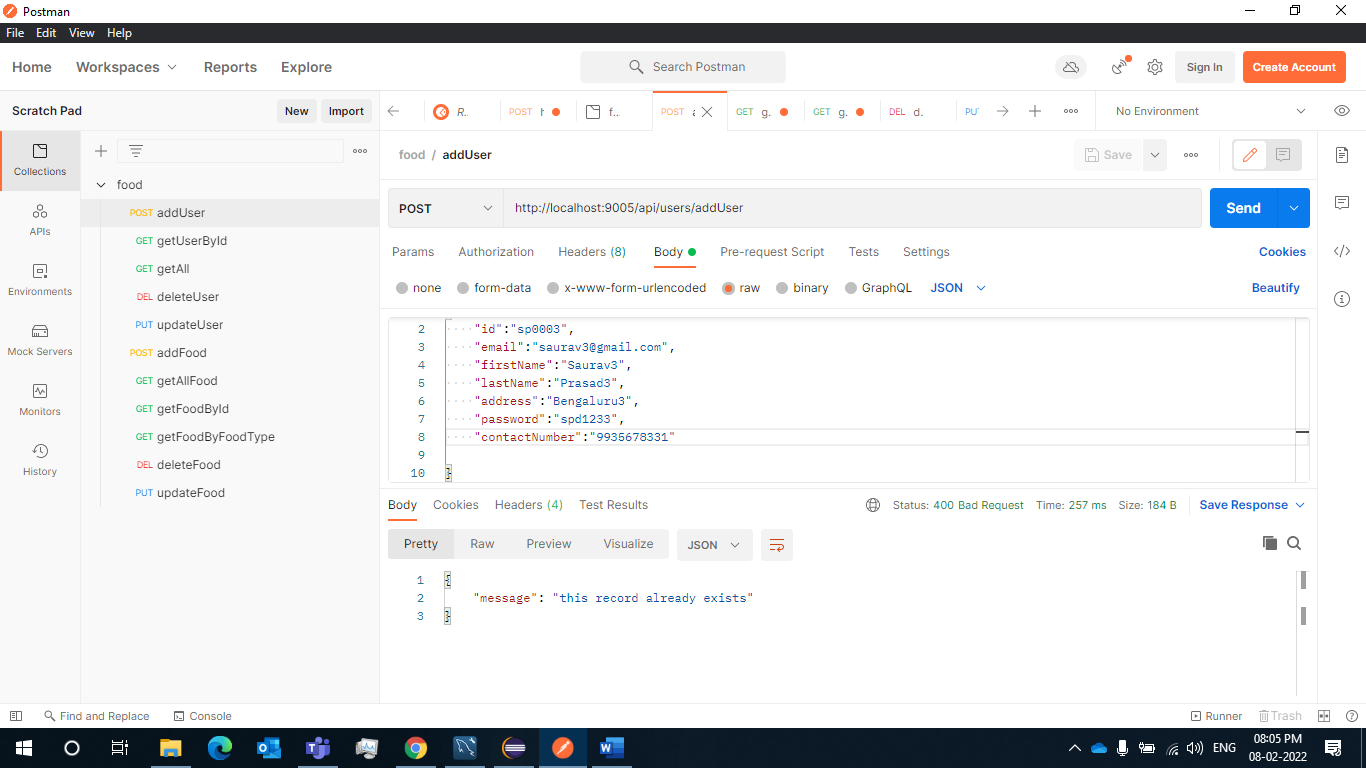 Postman
File Edit View Help
Home Workspaces Reports Explore Search Postman Sign In Create Account
Scratch Pad New Import
R.. POST f.. POST GET g. GET g. DEL d. No Environment
food / addUser Save
Collections
APIs
Environments
Mock Servers
Monitors
History
food
POST addUser
GET getUserById
GET getAll
DEL deleteUser
PUT updateUser
POST addFood
GET getAllFood
GET getFoodById
GET getFoodByFoodType
DEL deleteFood
PUT updateFood
POST http://localhost:9005/api/users/addUser Send
Params Authorization Headers (8) Body Pre-request Script Tests Settings Cookies
none form-data x-www-form-urlencoded raw binary GraphQL JSON Beautify
2 "id":"sp0003",
3 "email":"saurav3@gmail.com",
4 "firstName":"Saurav3",
5 "lastName":"Prasad3",
6 "address":"Bengaluru3",
7 "password":"spd1233",
8 "contactNumber":"9935678331"
9
10 }
Body Cookies Headers (4) Test Results Status: 400 Bad Request Time: 257 ms Size: 184 B Save Response
Pretty Raw Preview Visualize JSON
1 {
2 "message": "this record already exists"
3 }
Find and Replace Console Runner Trash
ENG 08:05 PM
08-02-2022